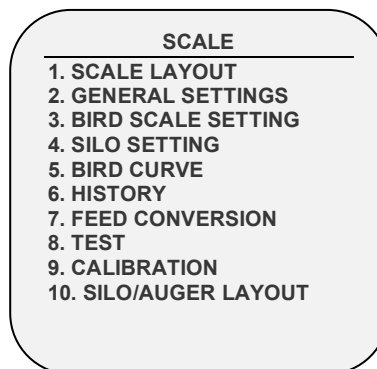 SCALE
1. SCALE LAYOUT
2. GENERAL SETTINGS
3. BIRD SCALE SETTING
4. SILO SETTING
5. BIRD CURVE
6. HISTORY
7. FEED CONVERSION
8. TEST
9. CALIBRATION
10. SILO/AUGER LAYOUT